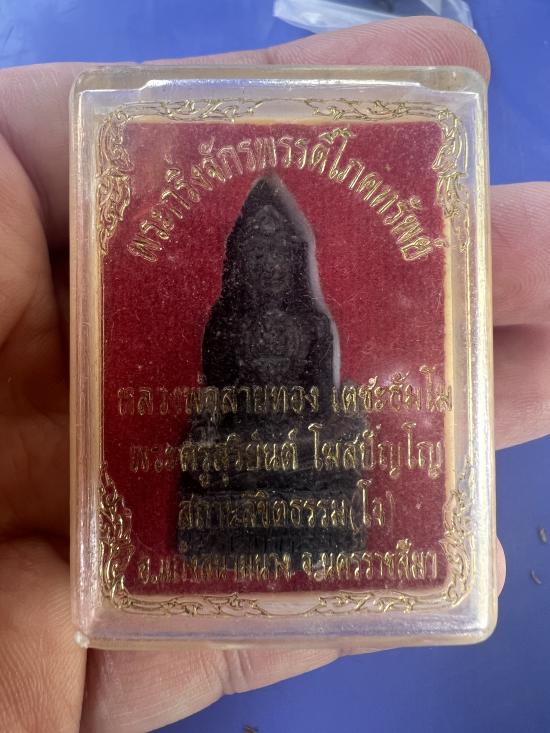 พระกริ่งจักรพรรดิ์โภคทรัพย์
หลวงพ่อสายทอง เตชะธัมโม
พระครูสุริยันต์ โฆสปัญโญ
สถานลิขิตธรรม(โง)
อ.แก้งสนามนาง จ.นครราชสีมา